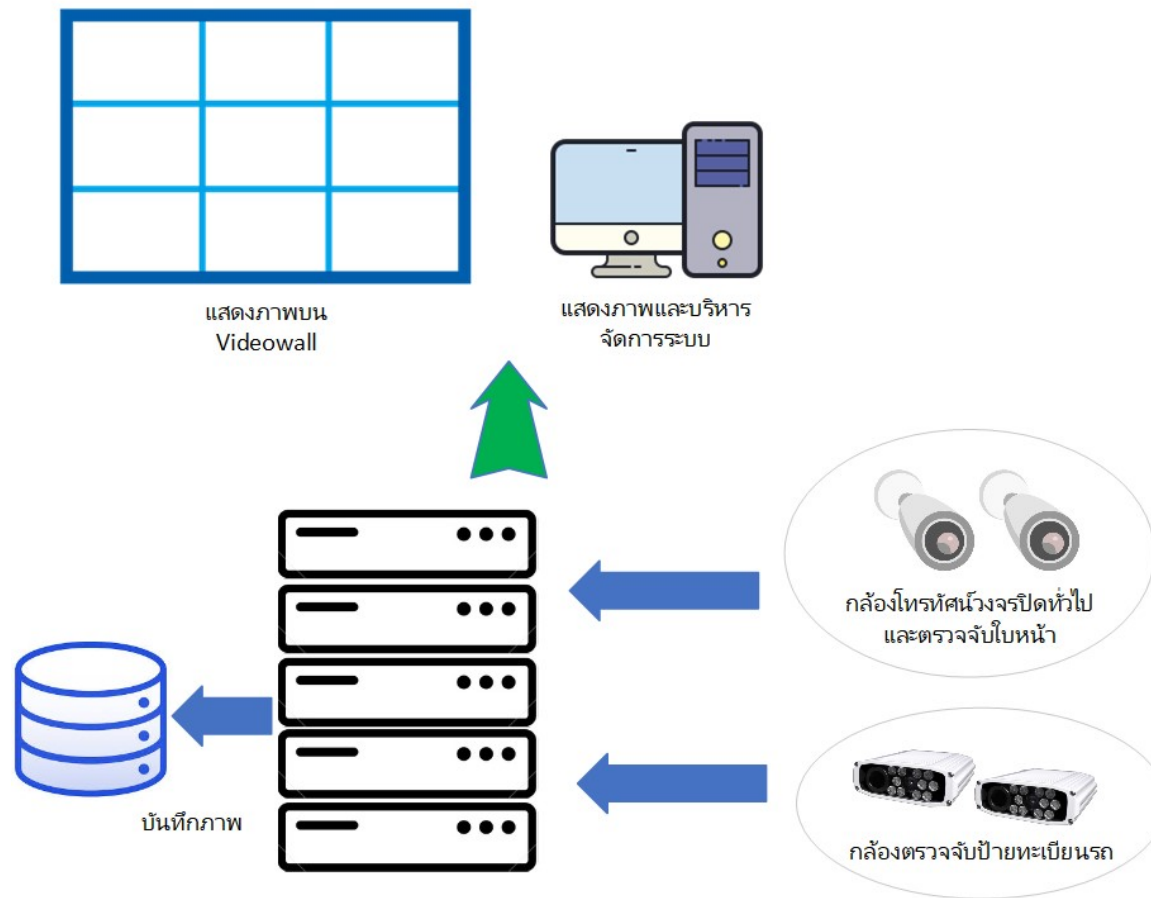 แสดงภาพบน
Videowall
แสดงภาพและบริหาร
จัดการระบบ
กล้องโทรทัศน์วงจรปิดทั่วไป
และตรวจจับใบหน้า
บันทึกภาพ
กล้องตรวจจับป้ายทะเบียนรถ